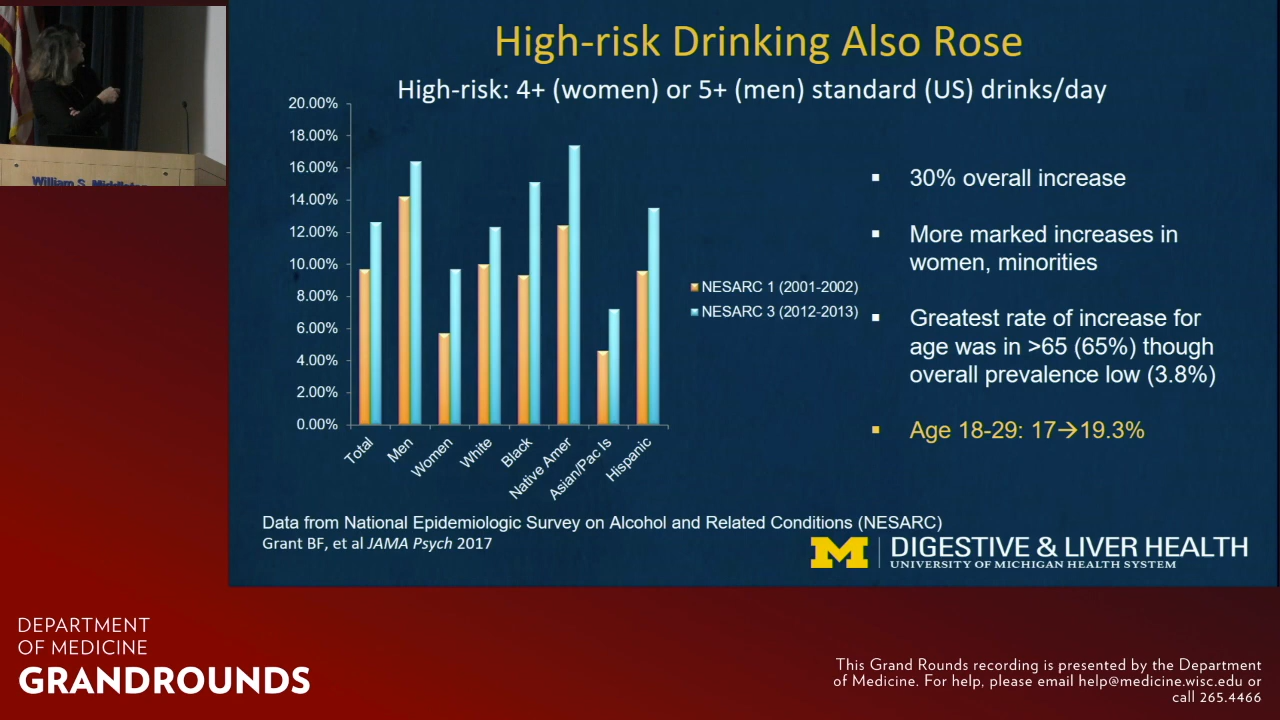 High-risk Drinking Also Rose
High-risk: 4+ (women) or 5+ (men) standard (US) drinks/day
20.00%
18.00%
16.00%
14.00%
12.00%
10.00%
8.00%
6.00%
4.00%
2.00%
0.00%
Total
Men
Women
White
Black
Native Amer
Asian/Pac Is
Hispanic
NESARC 1 (2001-2002)
NESARC 3 (2012-2013)
▪ 30% overall increase
▪ More marked increases in
women, minorities
▪ Greatest rate of increase for
age was in >65 (65%) though
overall prevalence low (3.8%)
▪ Age 18-29: 17→19.3%
Data from National Epidemiologic Survey on Alcohol and Related Conditions (NESARC)
Grant BF, et al JAMA Psych 2017
M DIGESTIVE & LIVER HEALTH
UNIVERSITY OF MICHIGAN HEALTH SYSTEM
William S.
DEPARTMENT
OF MEDICINE
GRANDROUNDS
This Grand Rounds recording is presented by the Department
of Medicine. For help, please email help@medicine.wisc.edu or
call 265.4466